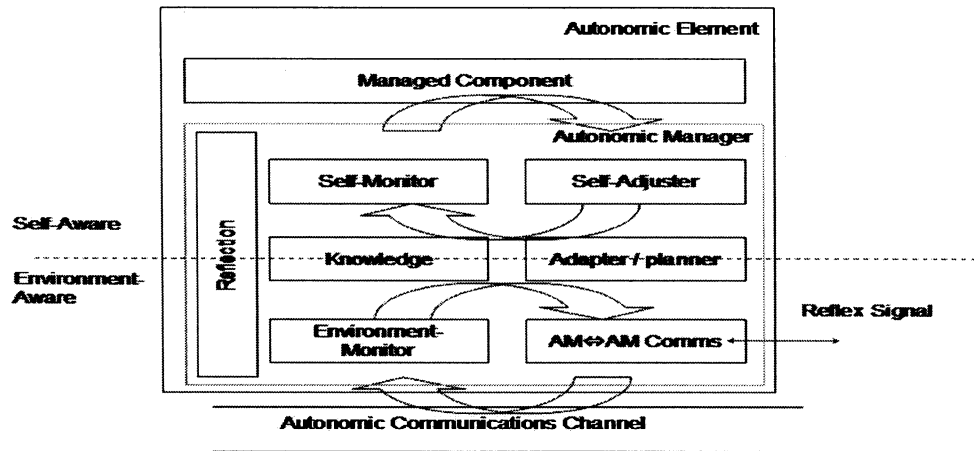 Autonomic Element
Managed Component
Autonomic Manager
Self-Monitor
Self-Adjuster
Self-Aware
Reflection
Knowledge
Adapter / planner
Environment-
Aware
Environment-
Monitor
AM⇔AM Comms
Reflex Signal
Autonomic Communications Channel